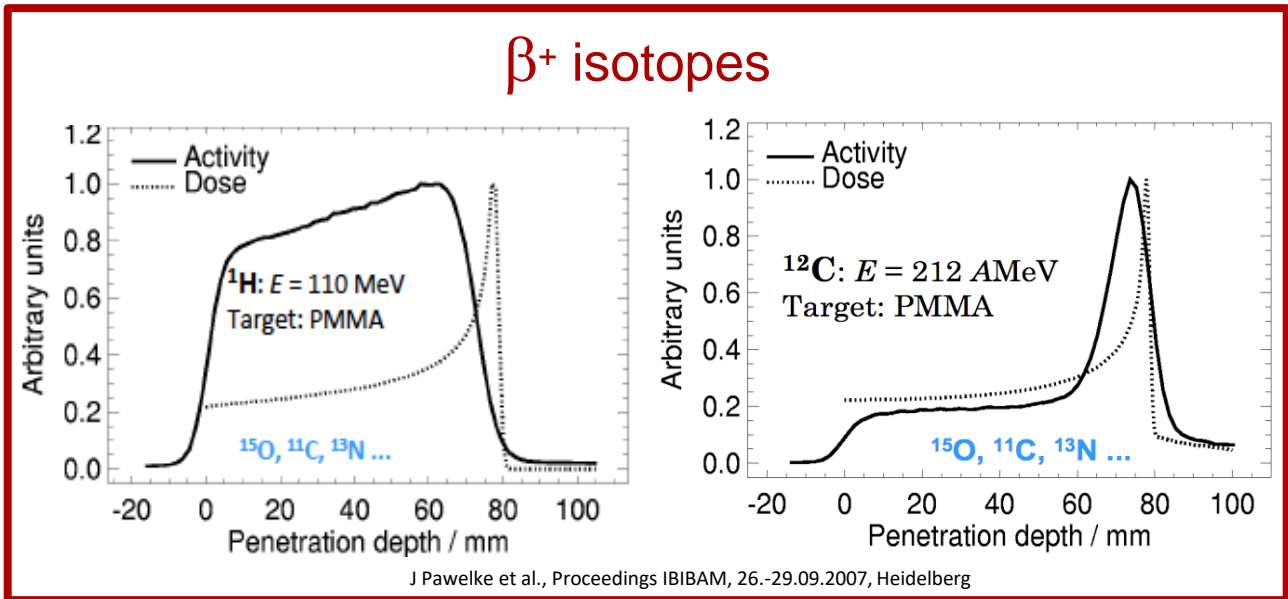 β⁺ isotopes
1.2
1.0
0.8
0.6
0.4
0.2
0.0
Arbitrary units
Activity
Dose
¹H: E = 110 MeV
Target: PMMA
¹⁵O, ¹¹C, ¹³N ...
-20 0 20 40 60 80 100
Penetration depth / mm
1.2
1.0
0.8
0.6
0.4
0.2
0.0
Arbitrary units
Activity
Dose
¹²C: E = 212 AMeV
Target: PMMA
¹⁵O, ¹¹C, ¹³N ...
-20 0 20 40 60 80 100
Penetration depth / mm
J Pawelke et al., Proceedings IBIBAM, 26.-29.09.2007, Heidelberg